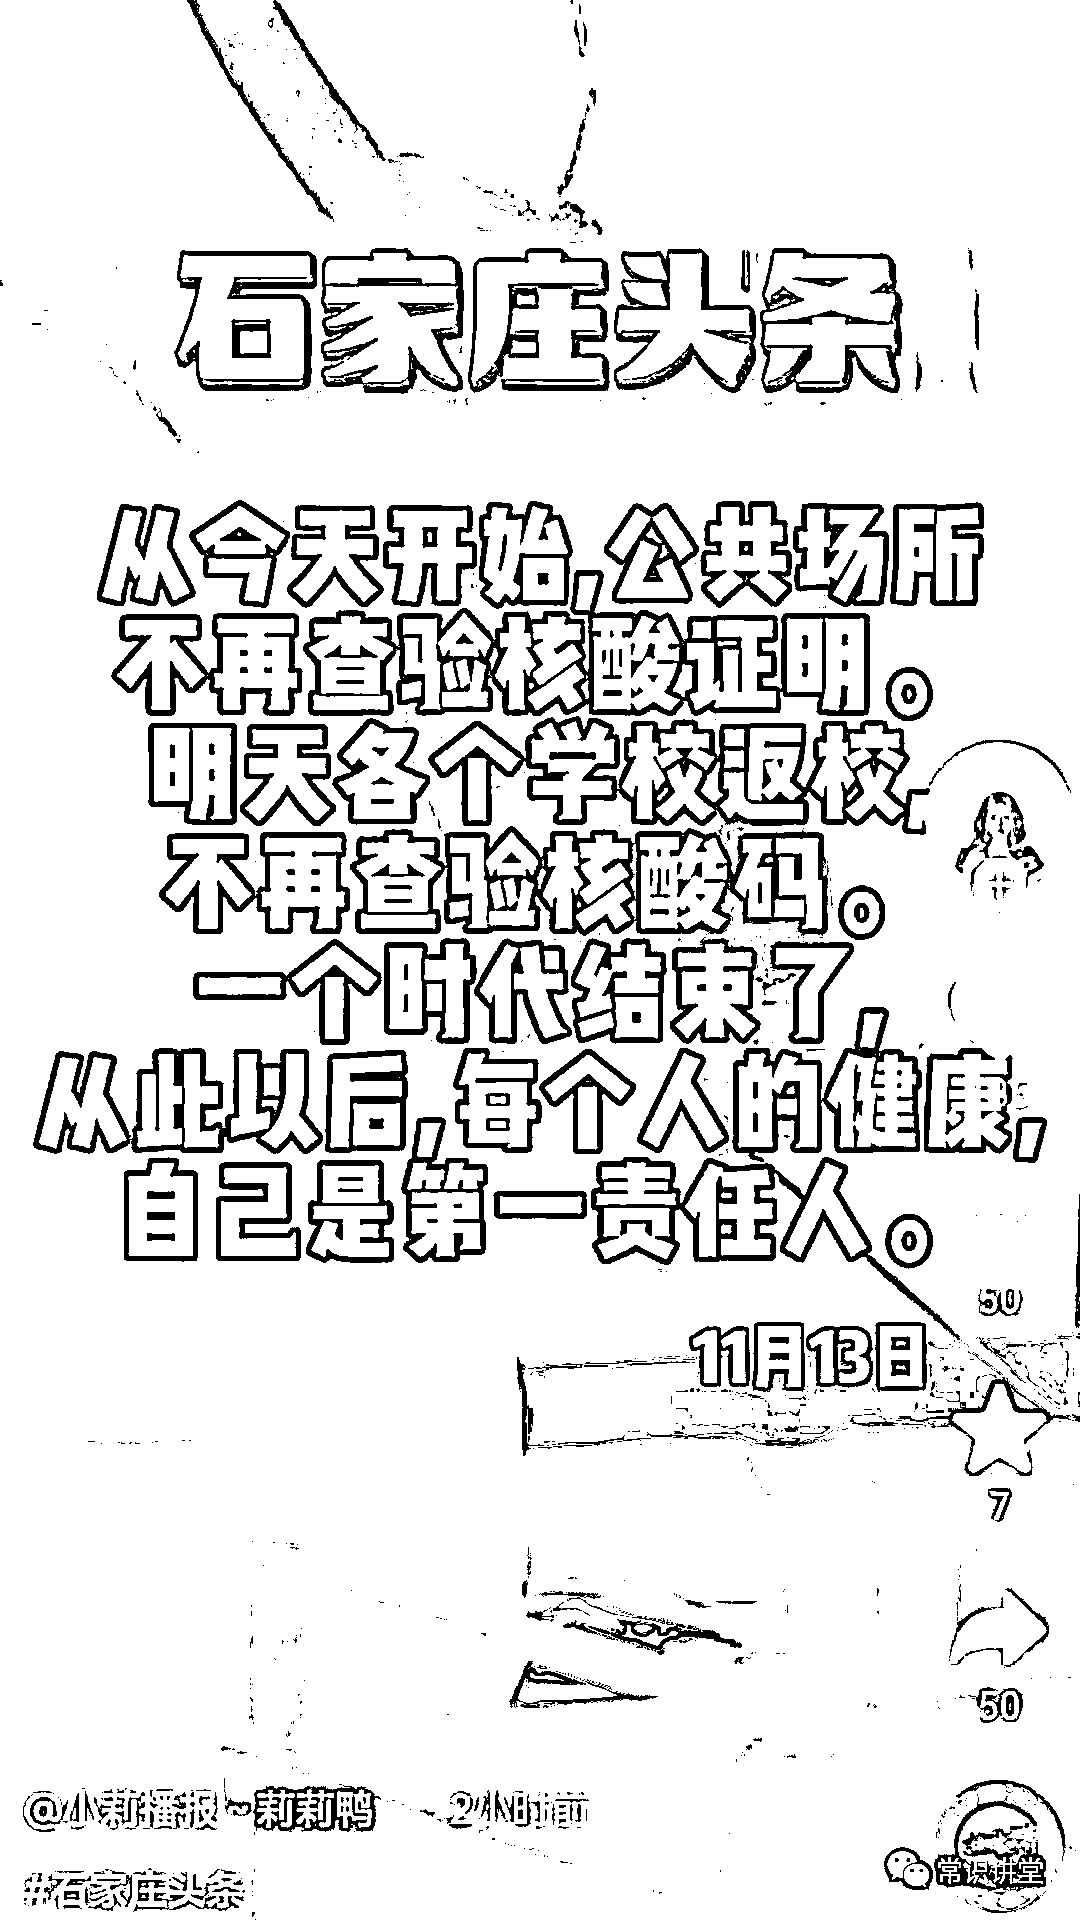 石家庄头条
从今天开始,公共场所
不再查验核酸证明。
明天各个学校返校,
不再查验核酸码。
一个时代结束了,
从此以后,每个人的健康,
自己是第一责任人。
50
11月13日
7
50
@小莉播报~莉莉鸭 2小时前
常识讲堂
#石家庄头条